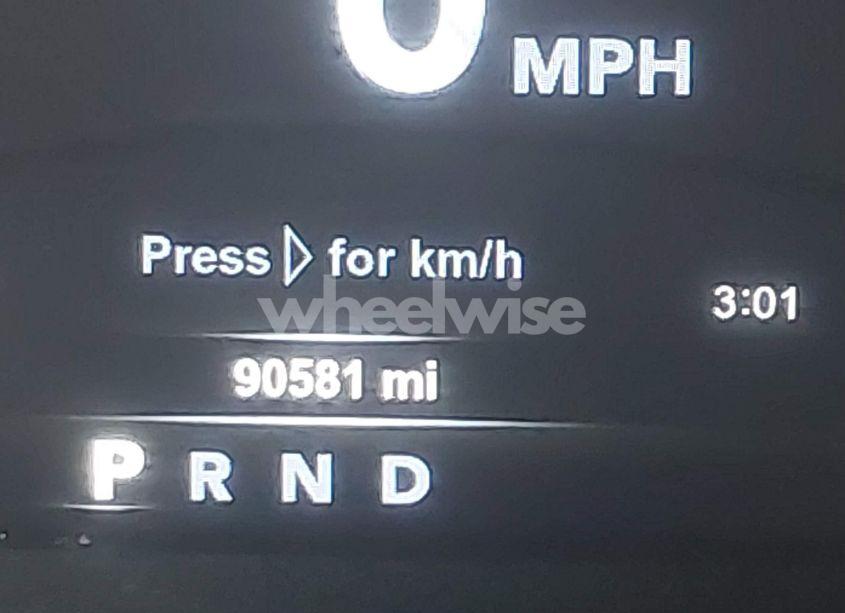 0 MPH
Press ▷ for km/h
3:01
wheelwise
90581 mi
P R N D